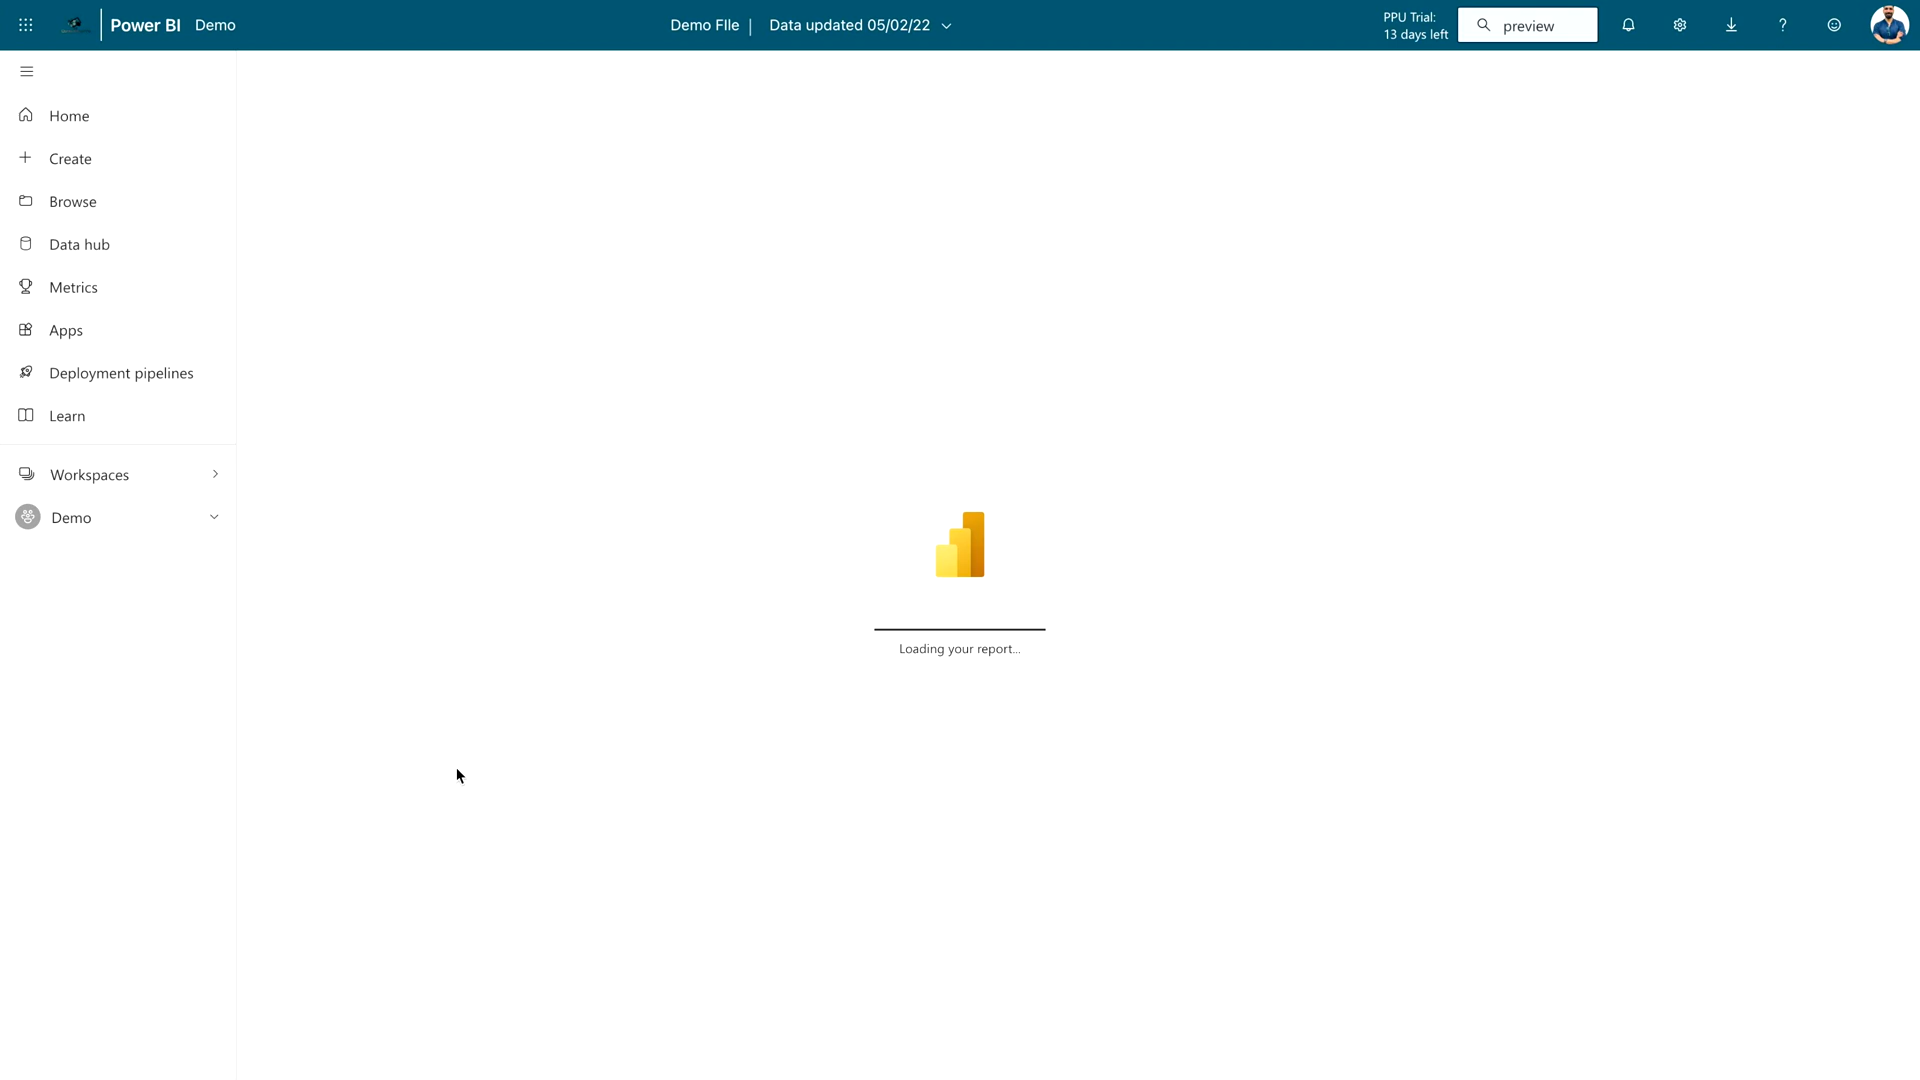 Power BI Demo
Demo FIle | Data updated 05/02/22
PPU Trial:
13 days left
preview
Home
Create
Browse
Data hub
Metrics
Apps
Deployment pipelines
Learn
Workspaces
Demo
Loading your report...